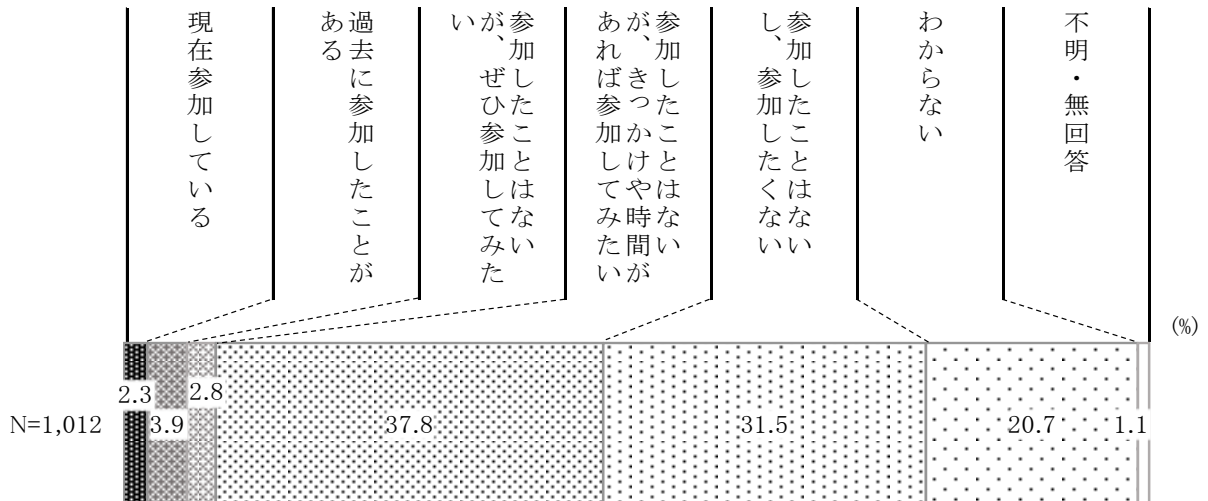 現在参加している
過去に参加したことが
ある
参加したことはない
が、ぜひ参加してみた
い
参加したことはない
が、きっかけや時間が
あれば参加してみたい
参加したことはない
し、参加したくない
わからない
不明・無回答
(%)
N=1,012
2.3
3.9
2.8
37.8
31.5
20.7
1.1